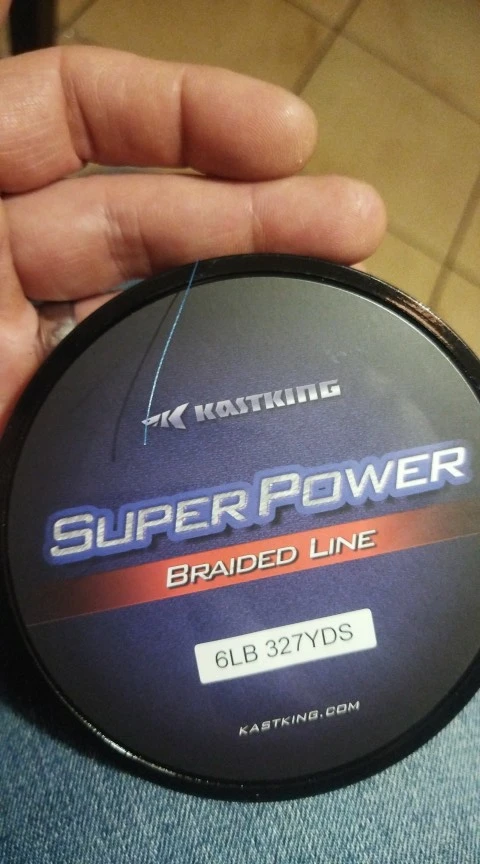 KASTKING
SUPER POWER
BRAIDED LINE
6LB 327YDS
KASTKING.COM